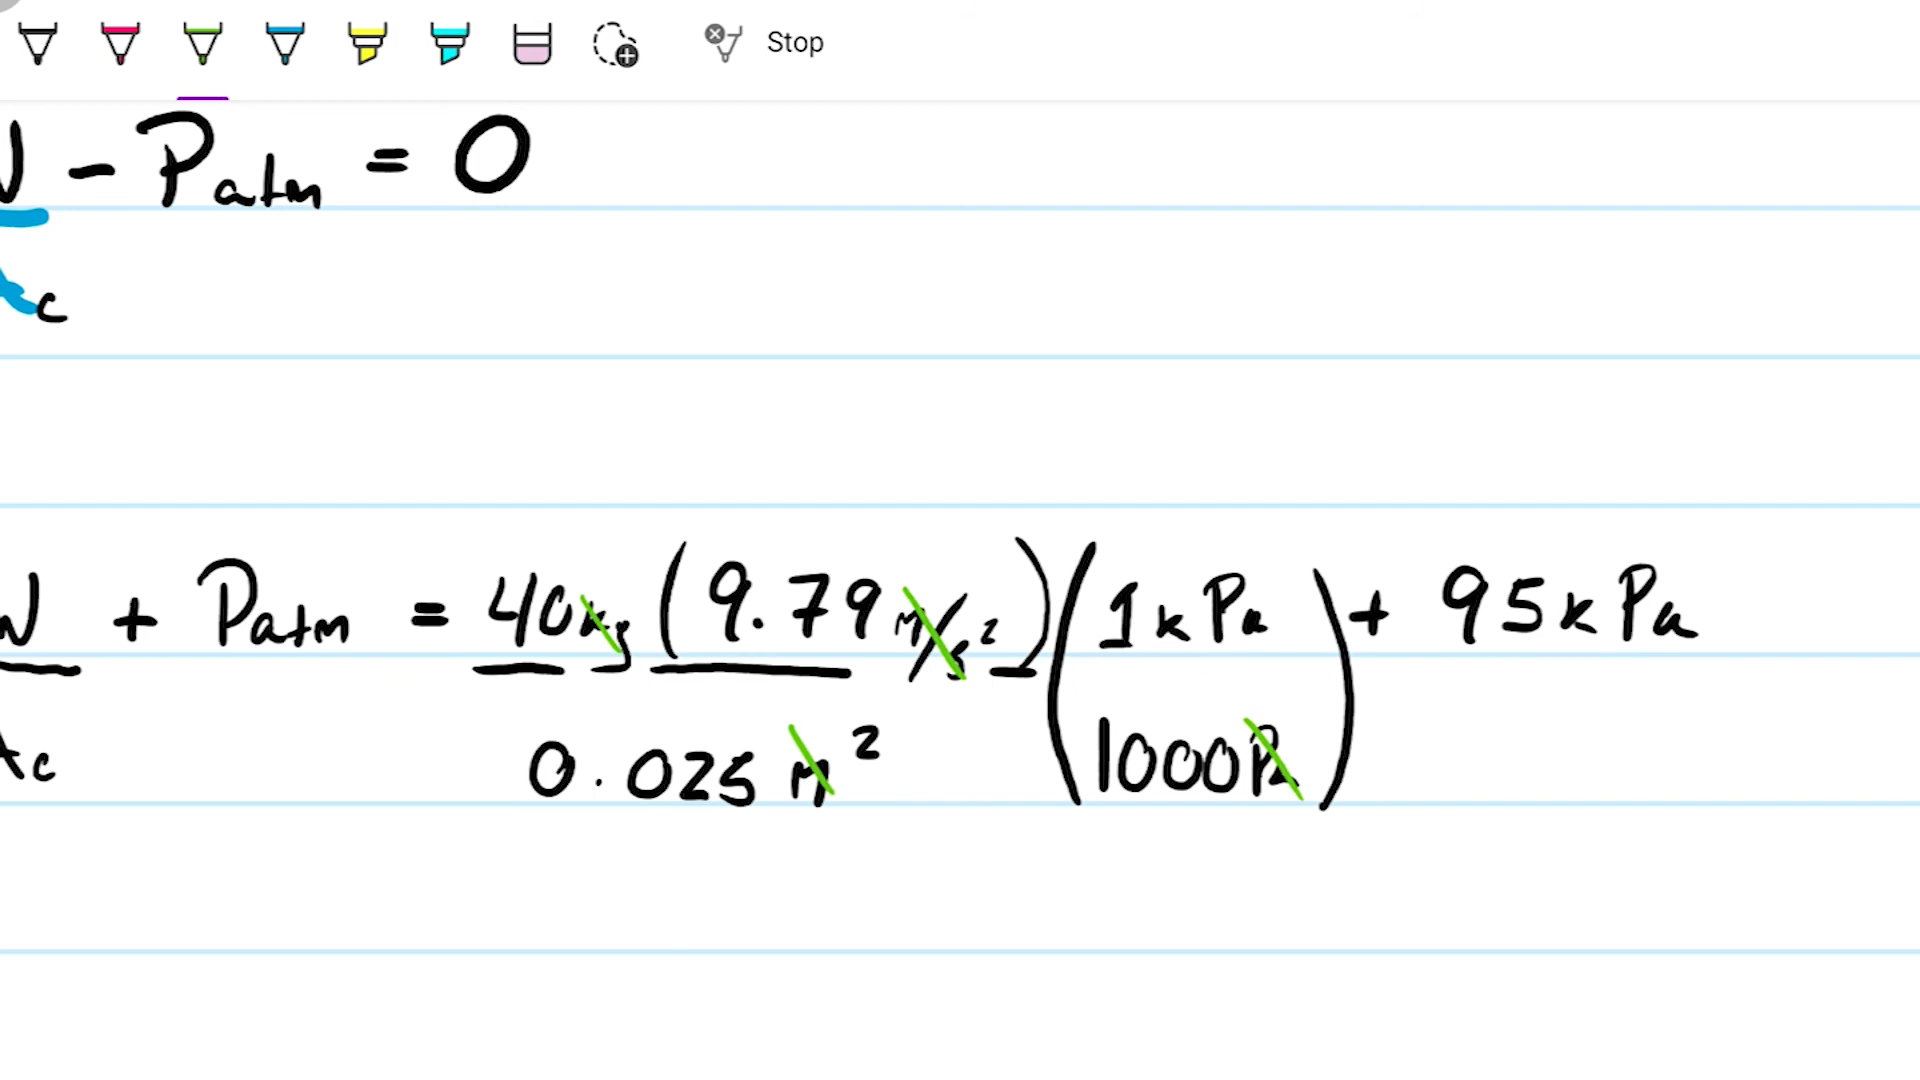 Stop
- Patm = 0
c
+ Patm = 40kg (9.79 m/s²) (1kPa + 95kPa
c 0.025 m² 1000Pa)